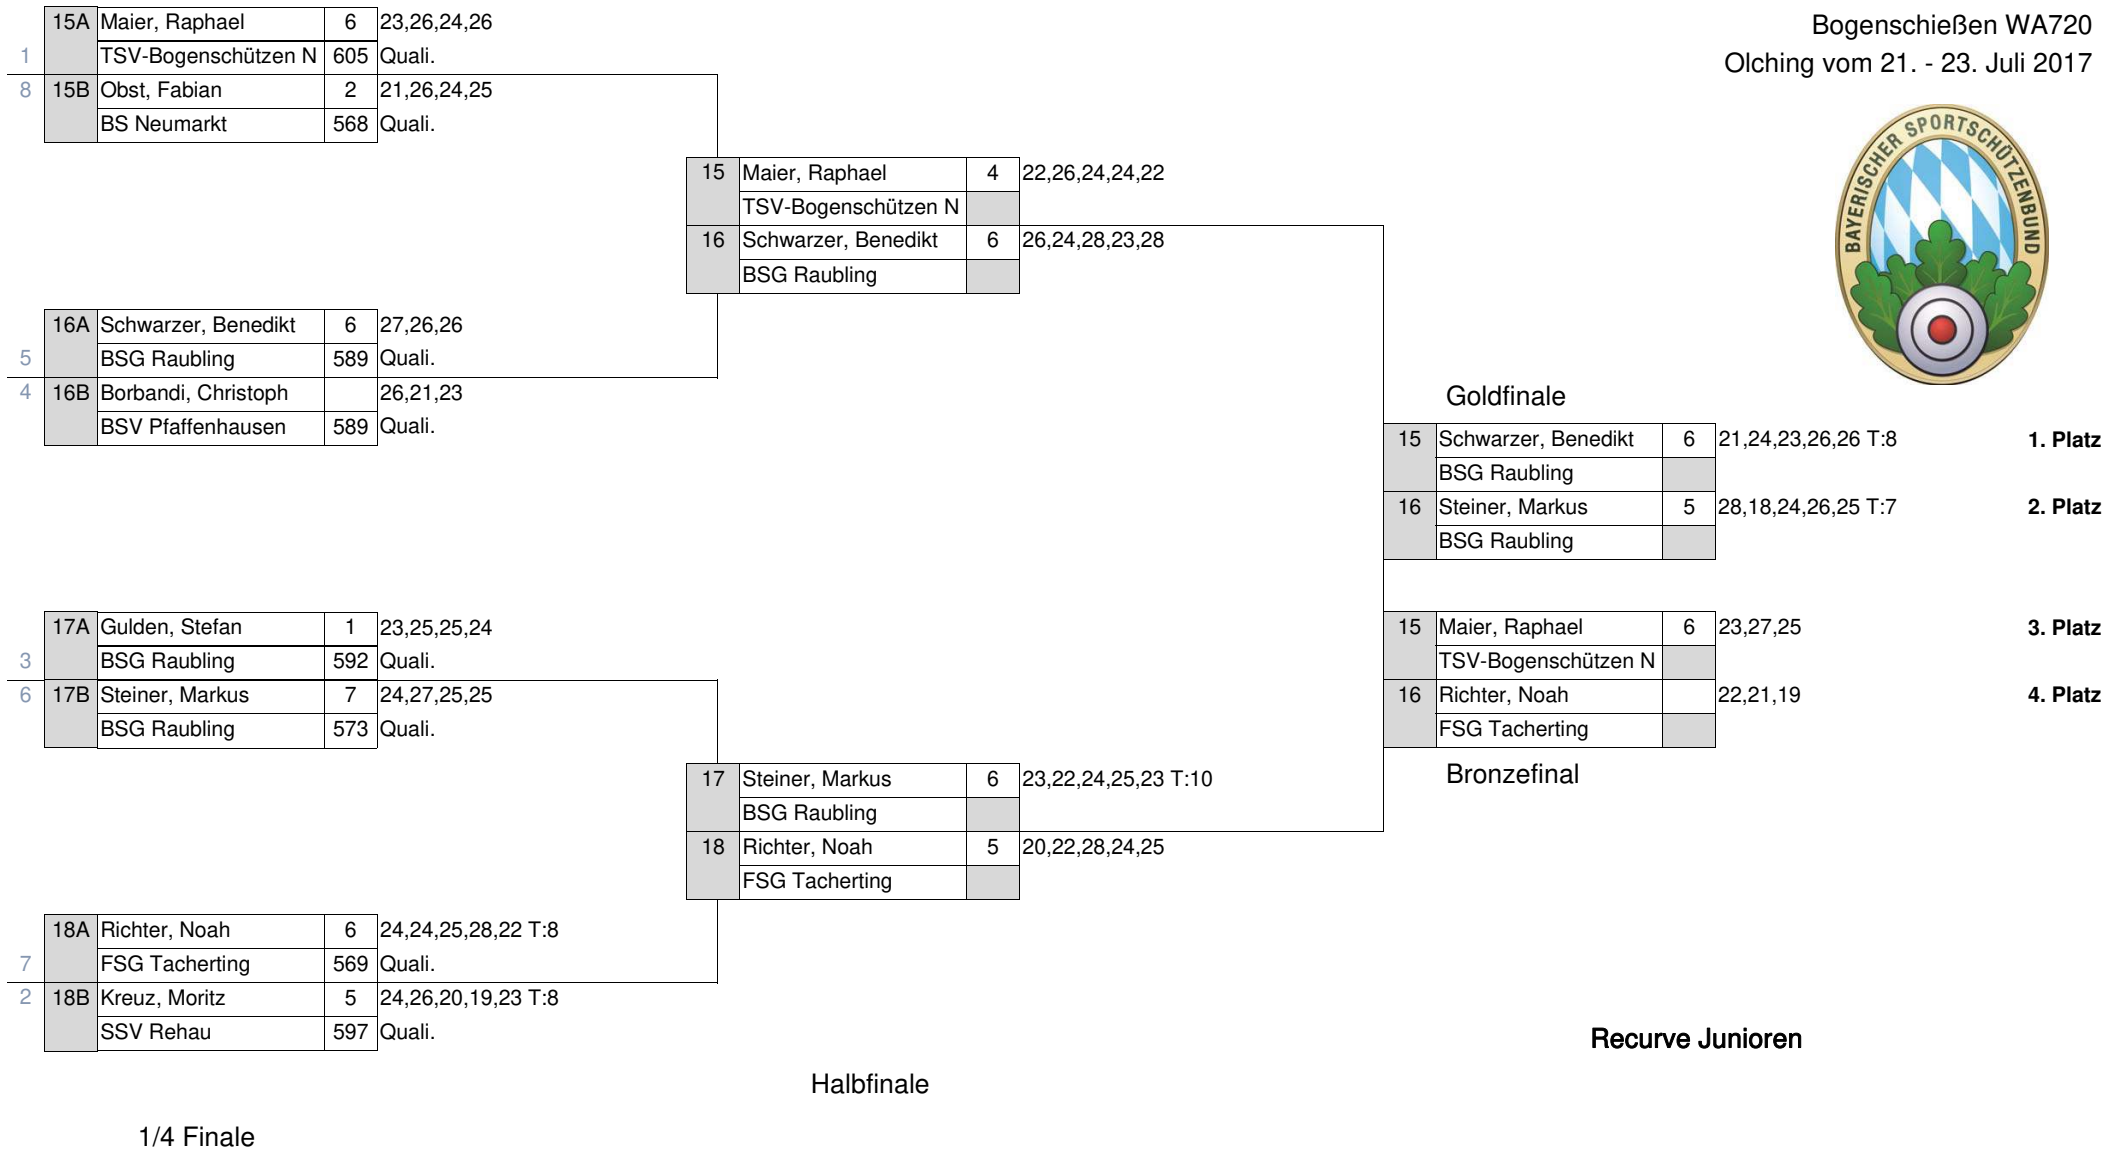 Bogenschießen WA720
Olching vom 21. - 23. Juli 2017
BAYERISCHER SPORTSCHÜTZENBUND
15A Maier, Raphael 6 23,26,24,26
1 TSV-Bogenschützen N 605 Quali.
8 15B Obst, Fabian 2 21,26,24,25
BS Neumarkt 568 Quali.
16A Schwarzer, Benedikt 6 27,26,26
5 BSG Raubling 589 Quali.
4 16B Borbandi, Christoph 26,21,23
BSV Pfaffenhausen 589 Quali.
17A Gulden, Stefan 1 23,25,25,24
3 BSG Raubling 592 Quali.
6 17B Steiner, Markus 7 24,27,25,25
BSG Raubling 573 Quali.
18A Richter, Noah 6 24,24,25,28,22 T:8
7 FSG Tacherting 569 Quali.
2 18B Kreuz, Moritz 5 24,26,20,19,23 T:8
SSV Rehau 597 Quali.
1/4 Finale
15 Maier, Raphael 4 22,26,24,24,22
TSV-Bogenschützen N
16 Schwarzer, Benedikt 6 26,24,28,23,28
BSG Raubling
17 Steiner, Markus 6 23,22,24,25,23 T:10
BSG Raubling
18 Richter, Noah 5 20,22,28,24,25
FSG Tacherting
Halbfinale
Goldfinale
15 Schwarzer, Benedikt 6 21,24,23,26,26 T:8 1. Platz
BSG Raubling
16 Steiner, Markus 5 28,18,24,26,25 T:7 2. Platz
BSG Raubling
15 Maier, Raphael 6 23,27,25 3. Platz
TSV-Bogenschützen N
16 Richter, Noah 22,21,19 4. Platz
FSG Tacherting
Bronzefinal
Recurve Junioren